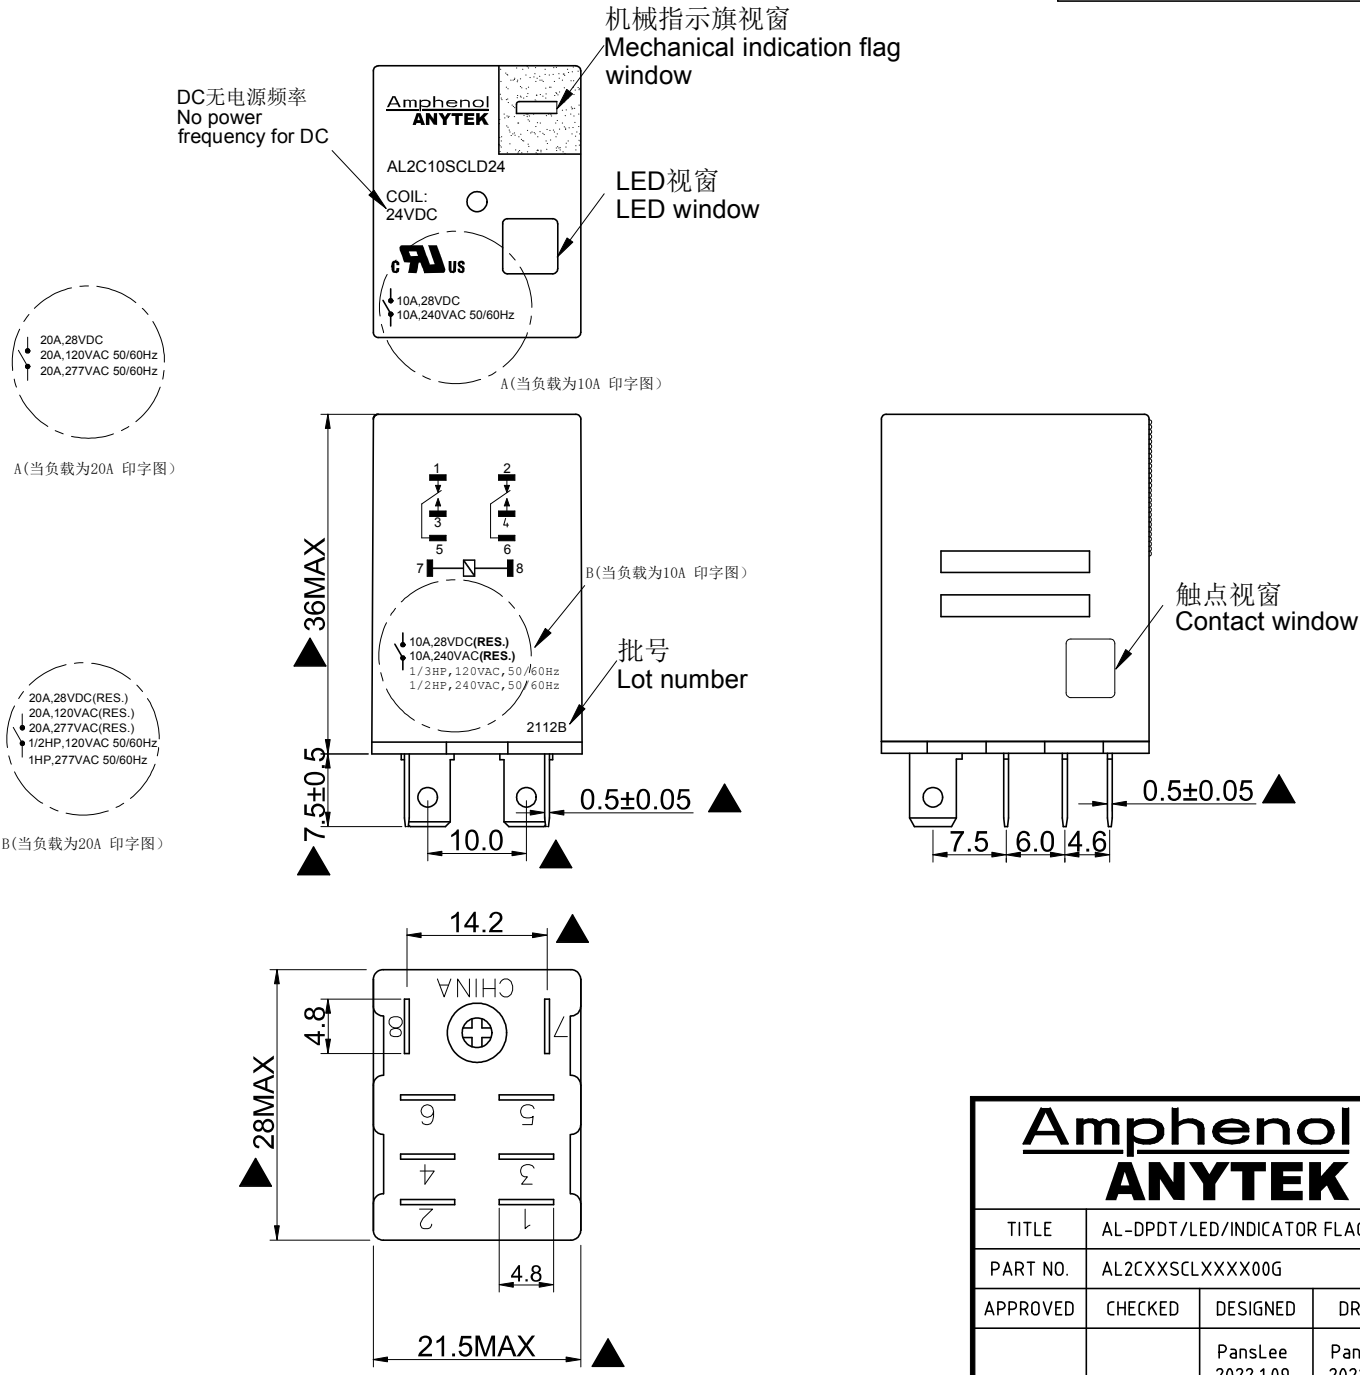 机械指示旗视窗
Mechanical indication flag
window
DC无电源频率
No power
frequency for DC
Amphenol
ANYTEK
AL2C10SCLD24
COIL:
24VDC
LED视窗
LED window
c RU US
10A,28VDC
10A,240VAC 50/60Hz
A(当负载为10A 印字图)
20A,28VDC
20A,120VAC 50/60Hz
20A,277VAC 50/60Hz
A(当负载为20A 印字图)
1
2
3
4
5
6
7
8
36MAX
B(当负载为10A 印字图)
10A,28VDC(RES.)
10A,240VAC(RES.)
1/3HP,120VAC,50/60Hz
1/2HP,240VAC,50/60Hz
批号
Lot number
2112B
触点视窗
Contact window
20A,28VDC(RES.)
20A,120VAC(RES.)
20A,277VAC(RES.)
1/2HP,120VAC 50/60Hz
1HP,277VAC 50/60Hz
B(当负载为20A 印字图)
7.5±0.5
0.5±0.05
10.0
0.5±0.05
7.5
6.0
4.6
14.2
CHINA
4.8
8
7
28MAX
6
5
4
3
2
1
4.8
21.5MAX
Amphenol
ANYTEK
TITLE
AL-DPDT/LED/INDICATOR FLAG
PART NO.
AL2CXXSCLXXXX00G
APPROVED
CHECKED
DESIGNED
DR
PansLee
Pan
2022.1.09
202